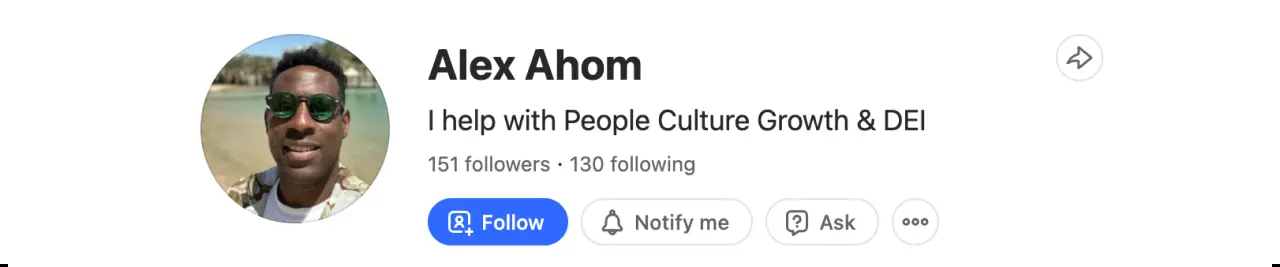 Alex Ahom
I help with People Culture Growth & DEI
151 followers · 130 following
Follow Notify me Ask